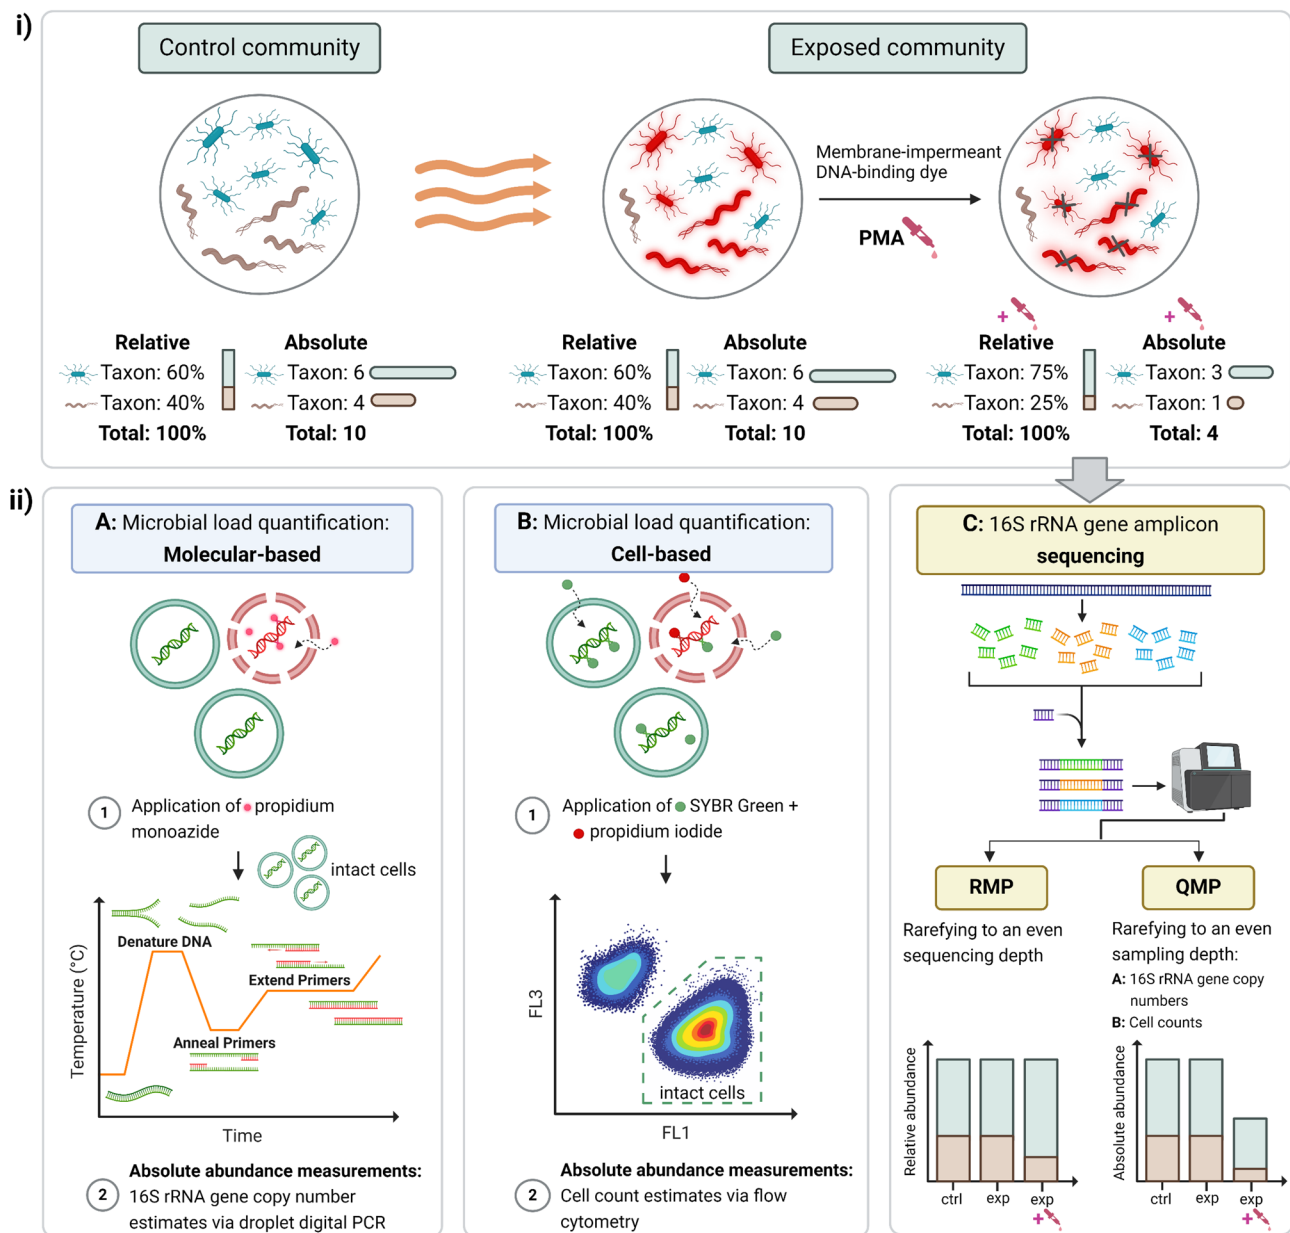 i)
Control community
Exposed community
Membrane-impermeant
DNA-binding dye
PMA
Relative
Taxon: 60%
Taxon: 40%
Total: 100%
Absolute
Taxon: 6
Taxon: 4
Total: 10
Relative
Taxon: 60%
Taxon: 40%
Total: 100%
Absolute
Taxon: 6
Taxon: 4
Total: 10
+
Relative
Taxon: 75%
Taxon: 25%
Total: 100%
+
Absolute
Taxon: 3
Taxon: 1
Total: 4
ii)
A: Microbial load quantification:
Molecular-based
1
Application of propidium
monoazide
intact cells
Temperature (°C)
Denature DNA
Anneal Primers
Extend Primers
Time
2
Absolute abundance measurements:
16S rRNA gene copy number
estimates via droplet digital PCR
B: Microbial load quantification:
Cell-based
1
Application of SYBR Green +
propidium iodide
FL3
intact cells
FL1
2
Absolute abundance measurements:
Cell count estimates via flow
cytometry
C: 16S rRNA gene amplicon
sequencing
RMP
Rarefying to an even
sequencing depth
QMP
Rarefying to an even
sampling depth:
A: 16S rRNA gene copy
numbers
B: Cell counts
Relative abundance
ctrl
exp
exp
+
Absolute abundance
ctrl
exp
exp
+